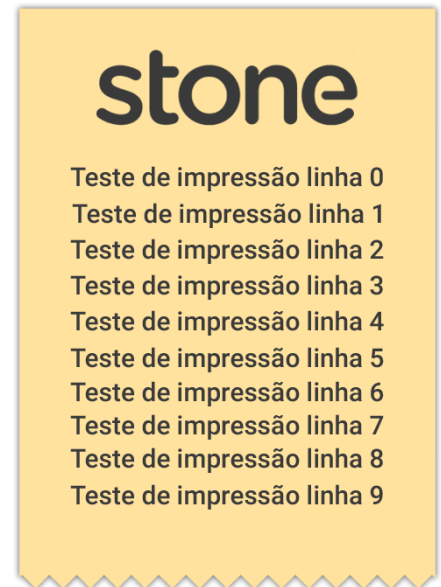 stone
Teste de impressão linha 0
Teste de impressão linha 1
Teste de impressão linha 2
Teste de impressão linha 3
Teste de impressão linha 4
Teste de impressão linha 5
Teste de impressão linha 6
Teste de impressão linha 7
Teste de impressão linha 8
Teste de impressão linha 9